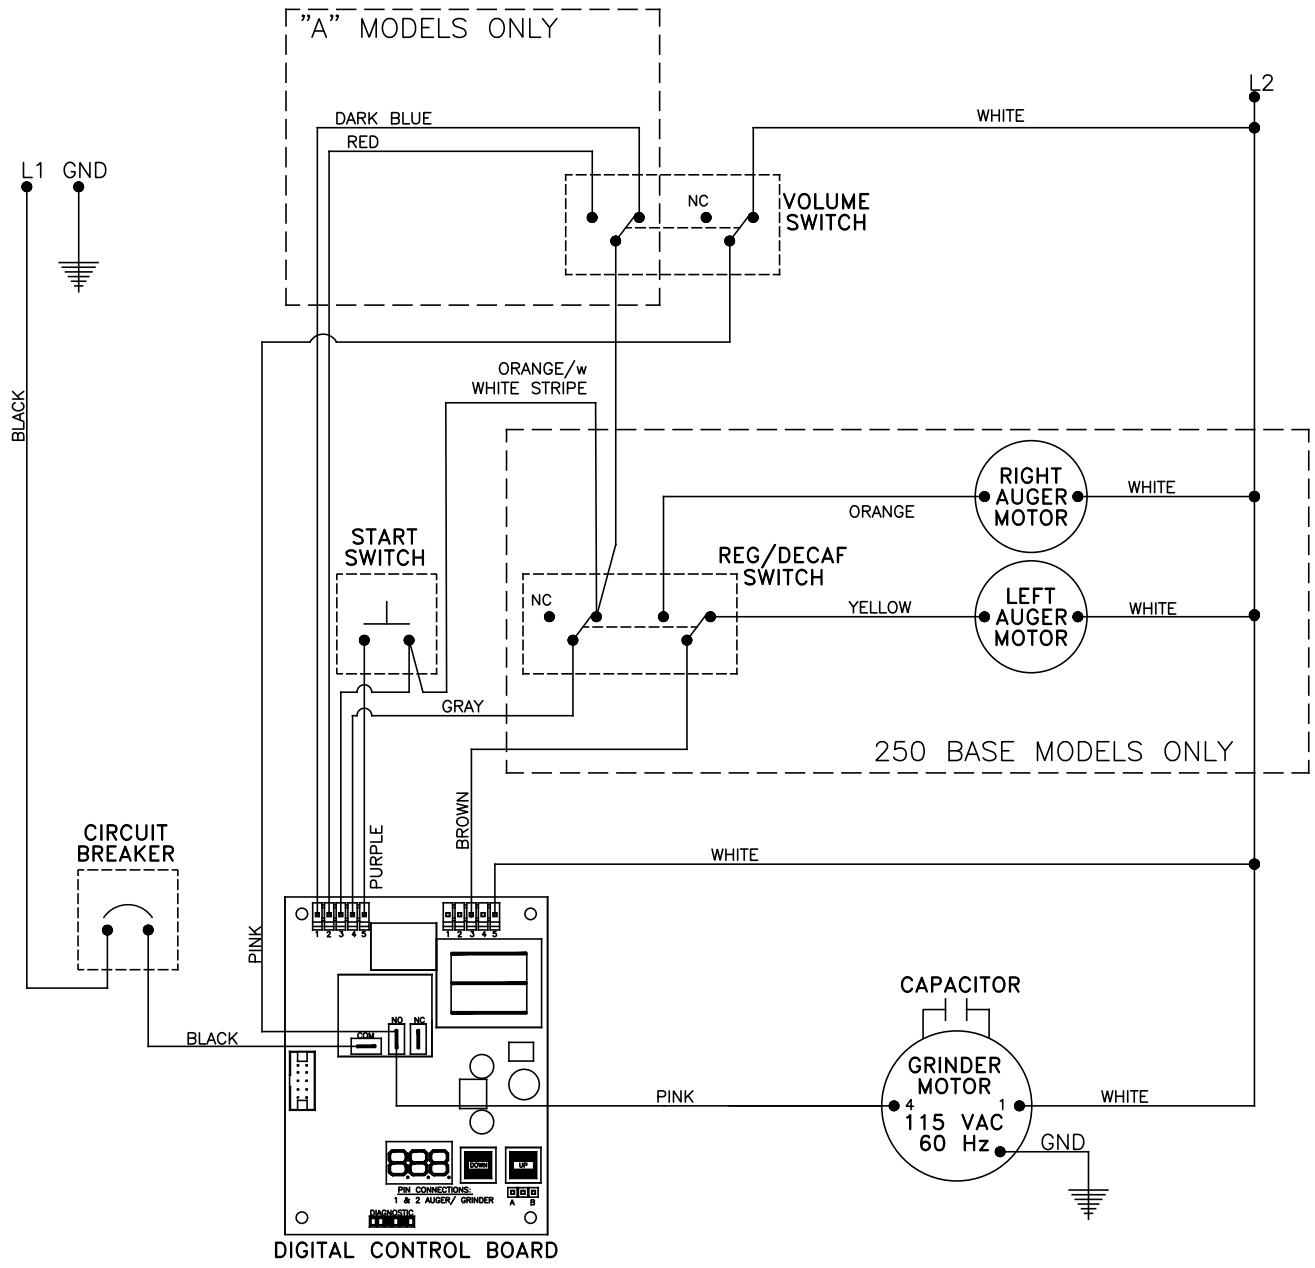 "A" MODELS ONLY
L2
DARK BLUE
WHITE
RED
L1 GND
NC
VOLUME
SWITCH
ORANGE/w
WHITE STRIPE
BLACK
RIGHT
AUGER
MOTOR
WHITE
ORANGE
START
SWITCH
REG/DECAF
SWITCH
NC
YELLOW
LEFT
AUGER
MOTOR
WHITE
GRAY
250 BASE MODELS ONLY
BROWN
PURPLE
CIRCUIT
BREAKER
WHITE
1 2 3 4 5
1 2 3 4 5
PINK
NO NC
COM
BLACK
CAPACITOR
GRINDER
MOTOR
4 1
115 VAC
60 Hz
PINK
WHITE
GND
888
DOWN
UP
PIN CONNECTIONS:
1 & 2 AUGER/ GRINDER
A B
DIAGNOSTIC
DIGITAL CONTROL BOARD